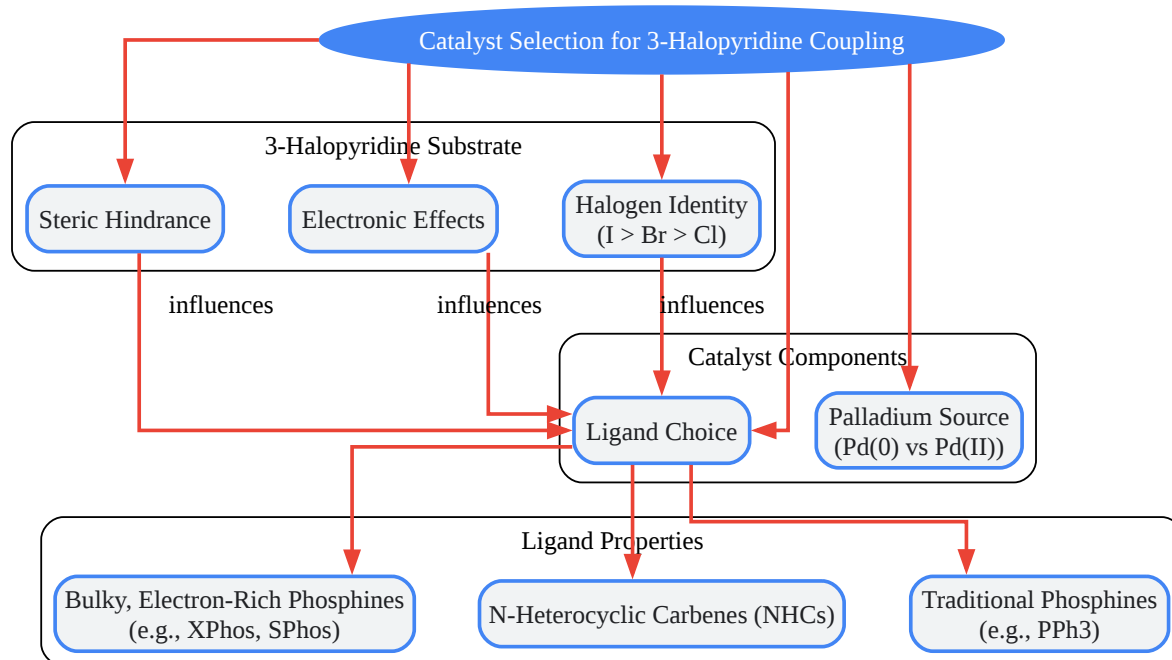 Catalyst Selection for 3-Halopyridine Coupling
3-Halopyridine Substrate
Steric Hindrance
Electronic Effects
Halogen Identity
(I > Br > Cl)
influences
influences
influences
Catalyst Components
Ligand Choice
Palladium Source
(Pd(0) vs Pd(II))
Ligand Properties
Bulky, Electron-Rich Phosphines
(e.g., XPhos, SPhos)
N-Heterocyclic Carbenes (NHCs)
Traditional Phosphines
(e.g., PPh3)